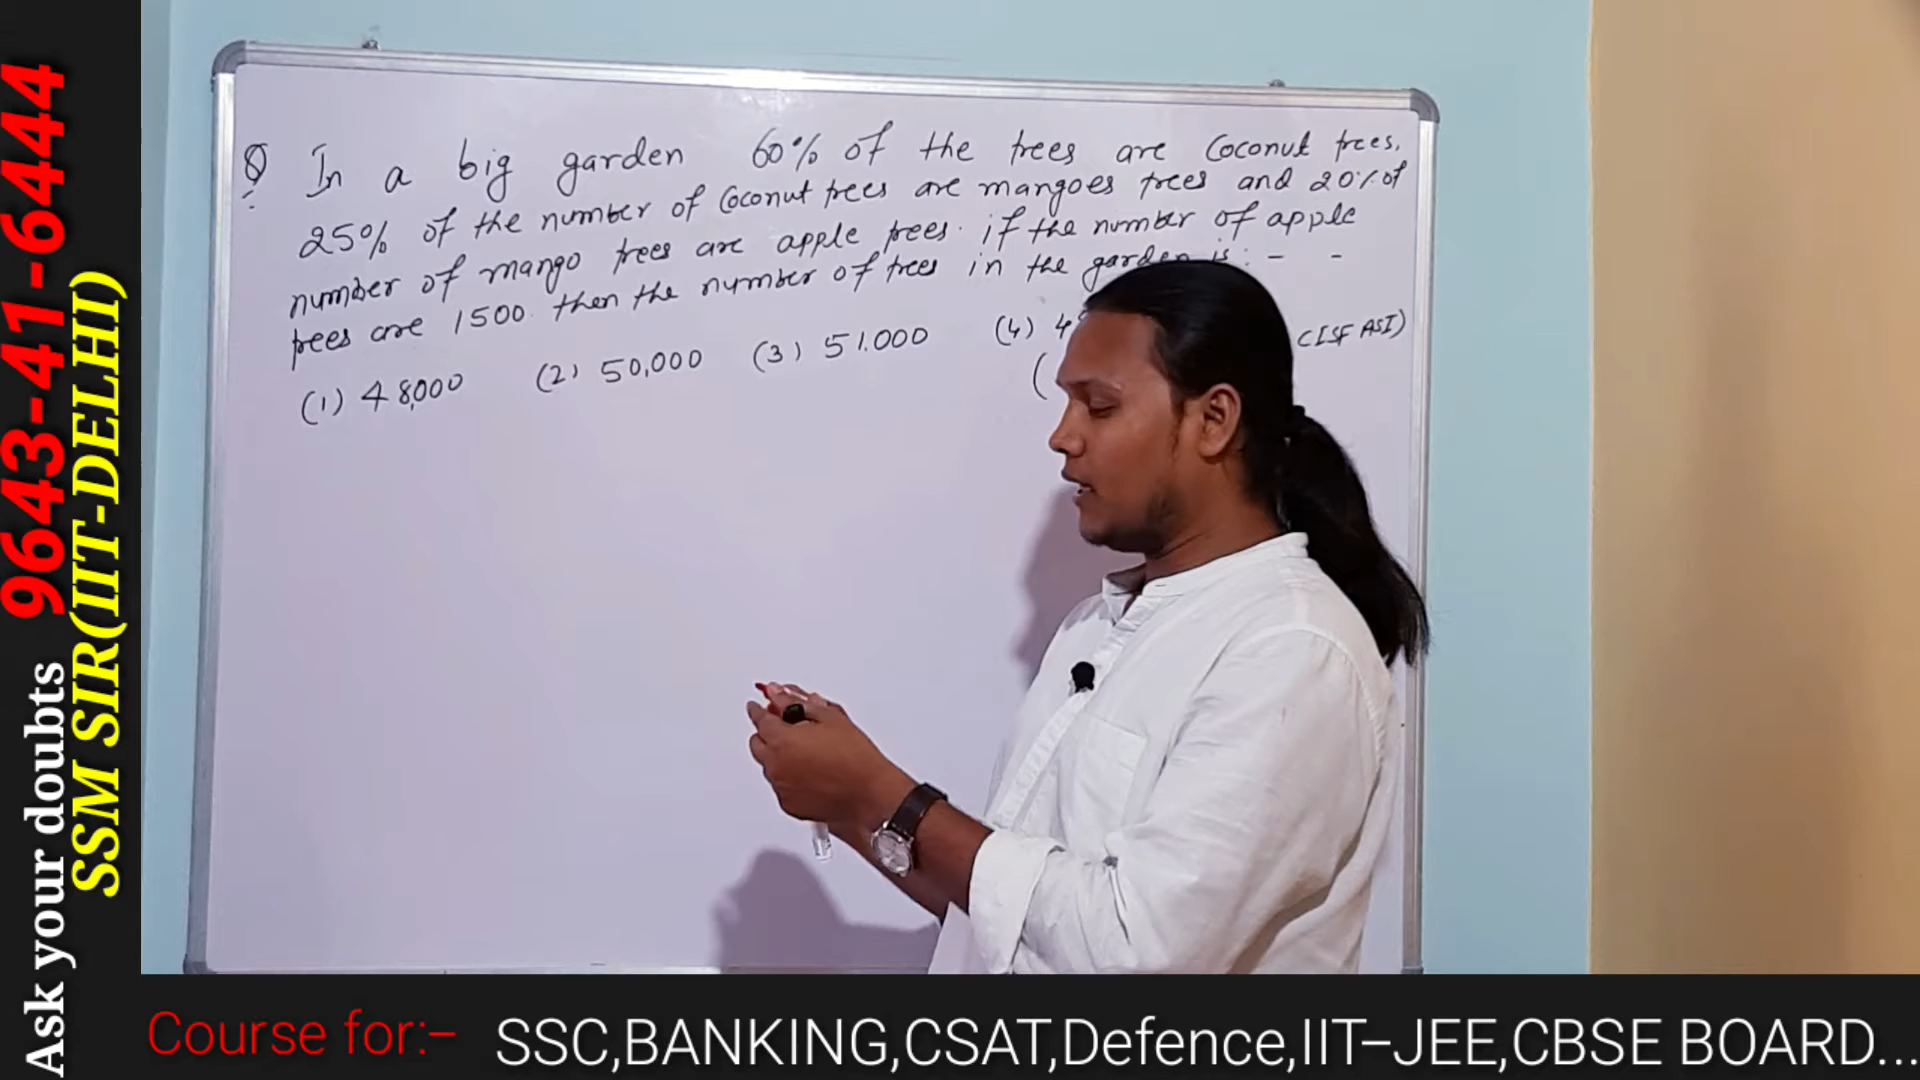 Q In a big garden 60% of the trees are Coconut trees.
25% of the number of Coconut trees are mangoes trees and 20% of
number of mango trees are apple trees. if the number of apple
trees are 1500. then the number of trees in the garden is :- -
(1) 48,000 (2) 50,000 (3) 51.000 (4) 4
CISF ASI)
Ask your doubts 9643-41-6444
SSM SIR(IIT-DELHI)
Course for:– SSC,BANKING,CSAT,Defence,IIT–JEE,CBSE BOARD...